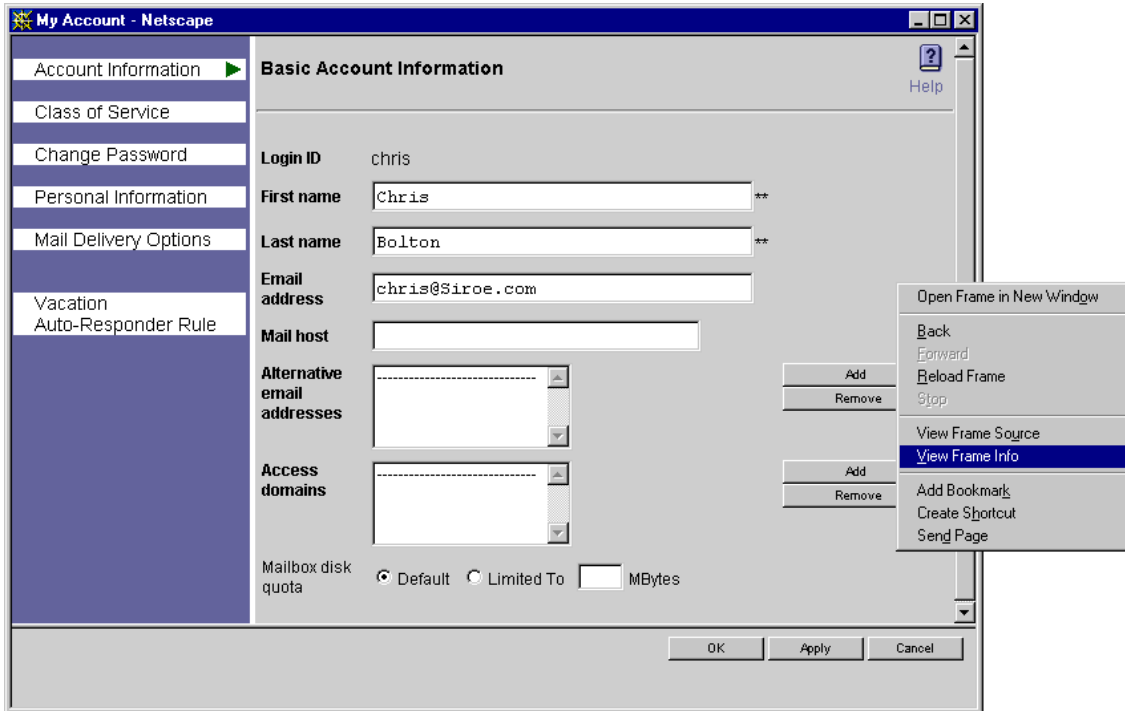 My Account - Netscape
Account Information
Class of Service
Change Password
Personal Information
Mail Delivery Options
Vacation
Auto-Responder Rule
Basic Account Information
?
Help
Login ID chris
First name Chris **
Last name Bolton **
Email
address chris@Siroe.com
Mail host
Alternative
email
addresses
----------------------------
Add
Remove
Access
domains
----------------------------
Add
Remove
Mailbox disk
quota
Default Limited To MBytes
OK Apply Cancel
Open Frame in New Window
Back
Forward
Reload Frame
Stop
View Frame Source
View Frame Info
Add Bookmark
Create Shortcut
Send Page